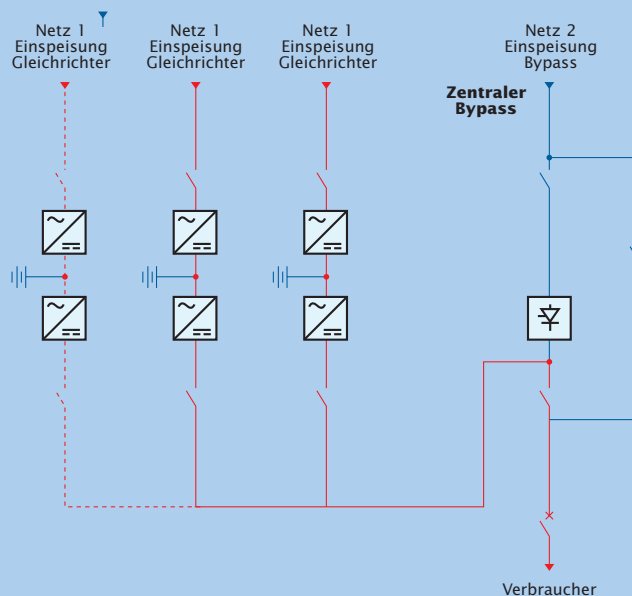 Netz 1
Einspeisung
Gleichrichter
Netz 1
Einspeisung
Gleichrichter
Netz 1
Einspeisung
Gleichrichter
Netz 2
Einspeisung
Bypass
Zentraler
Bypass
Verbraucher